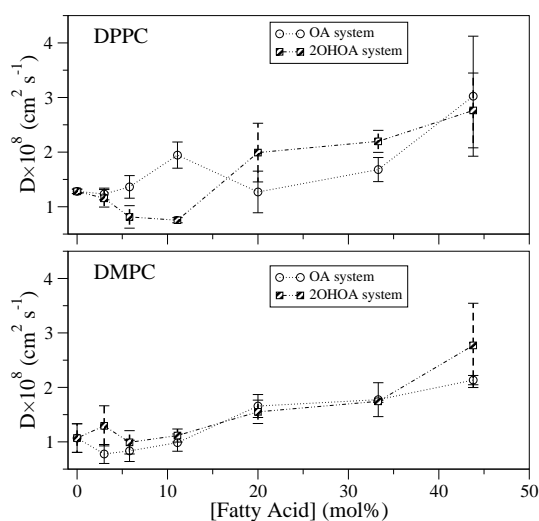 DPPC
OA system
2OHOA system
4
3
2
1
D×10⁸ (cm² s⁻¹)
DMPC
OA system
2OHOA system
4
3
2
1
D×10⁸ (cm² s⁻¹)
0 10 20 30 40 50
[Fatty Acid] (mol%)